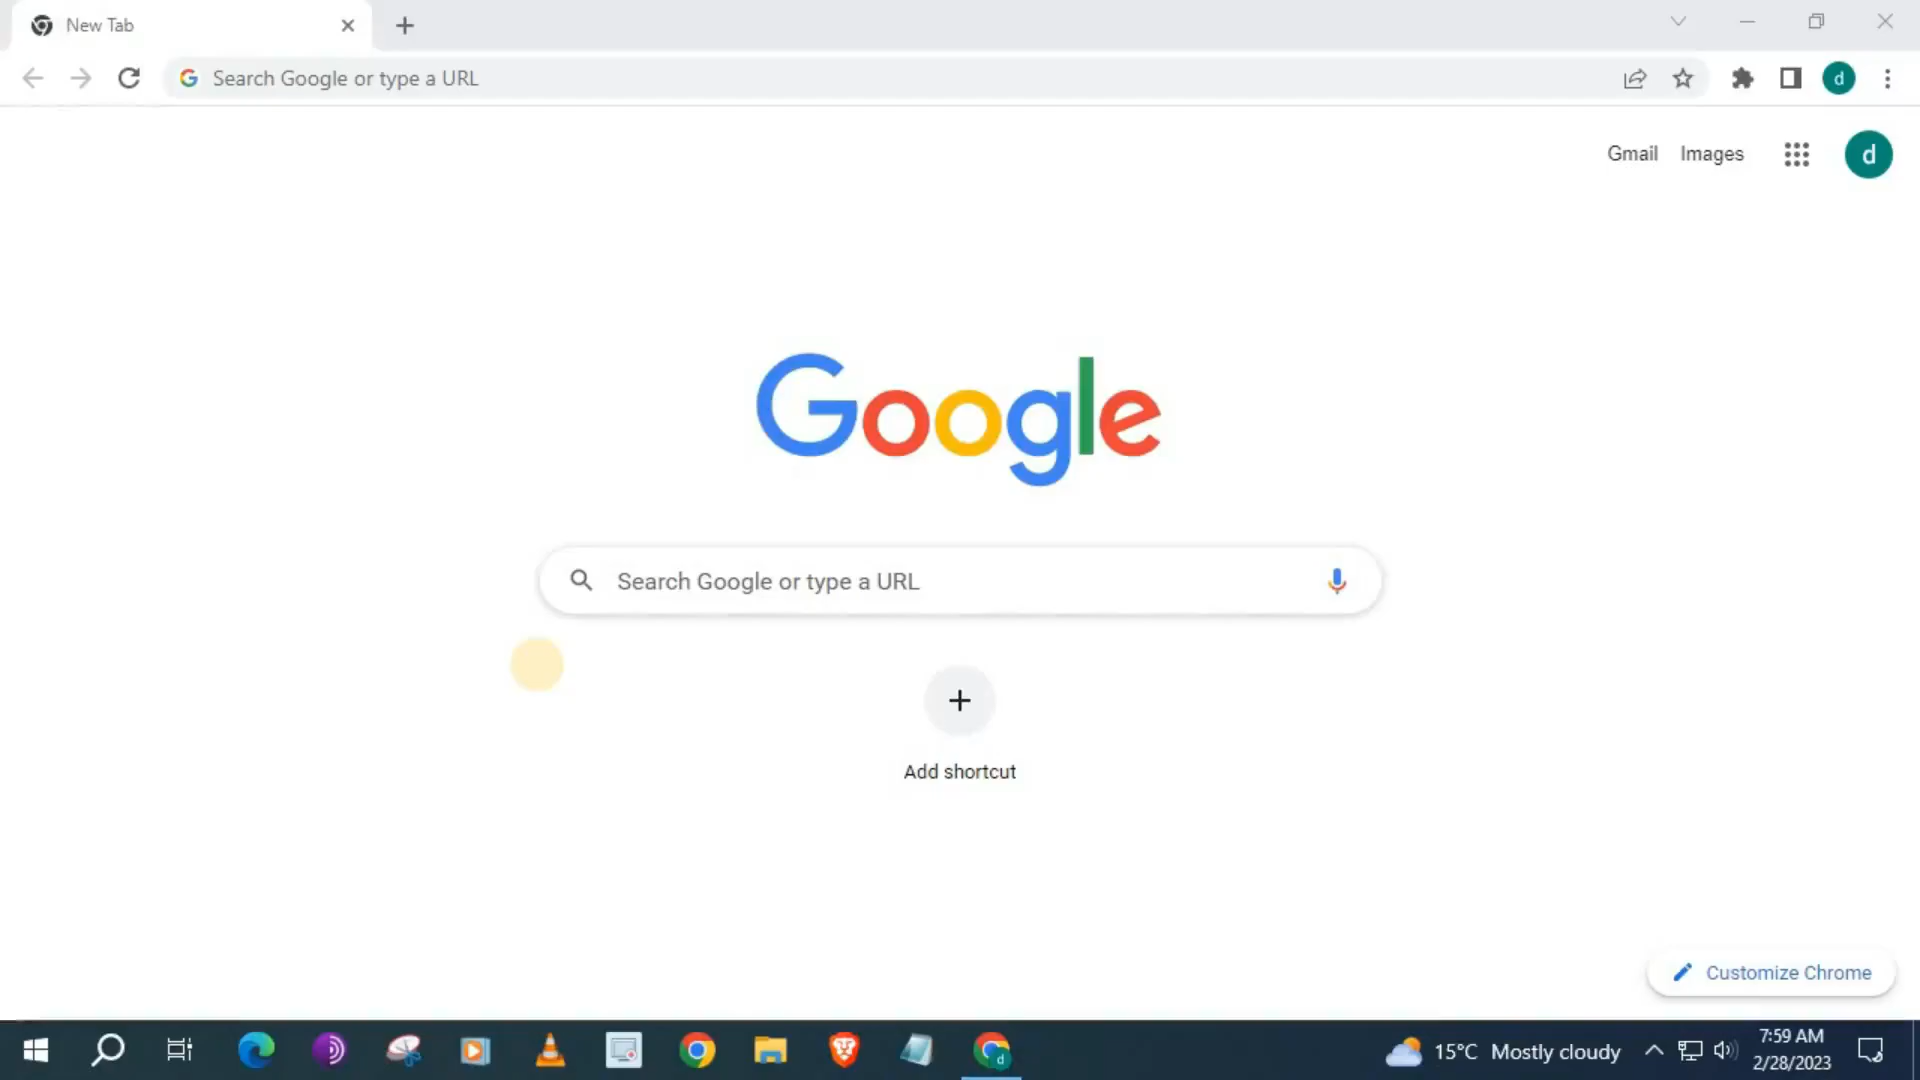 New Tab
Search Google or type a URL
d
Gmail Images
d
Google
Search Google or type a URL
Add shortcut
Customize Chrome
d
15°C Mostly cloudy
7:59 AM
2/28/2023